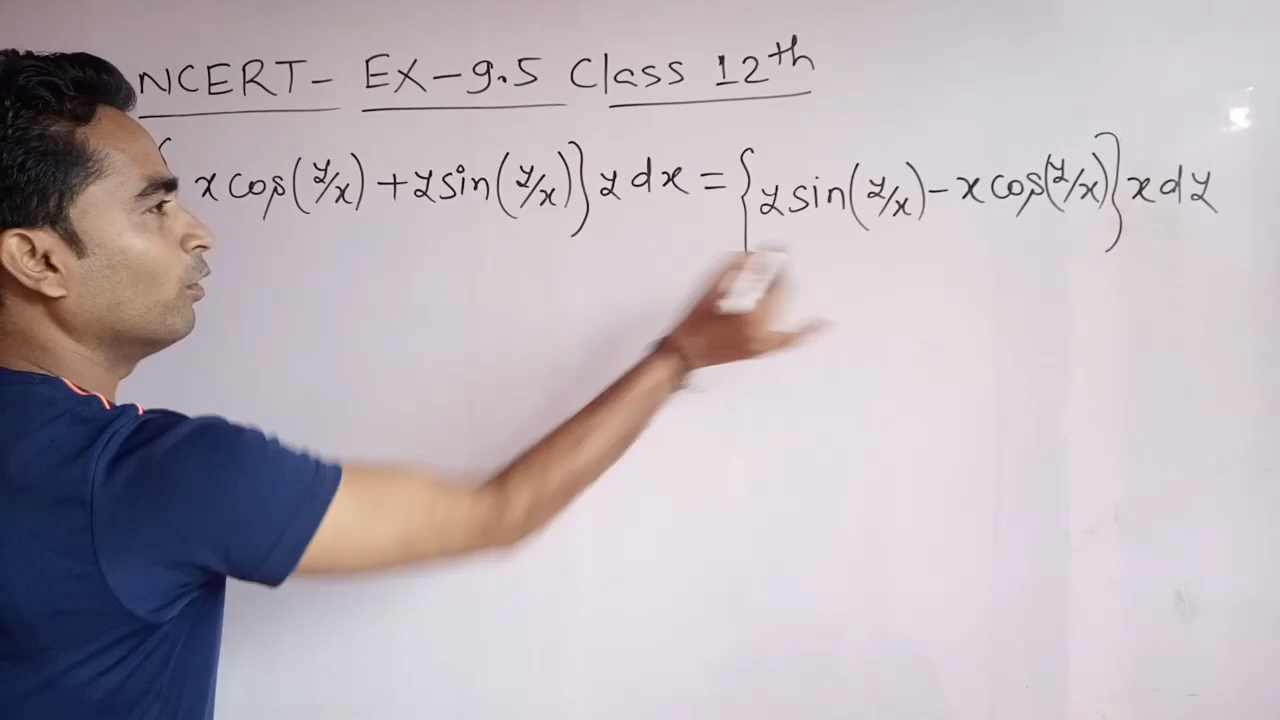 NCERT- EX-9.5 Class 12th
{ x cos(y/x) + y sin(y/x)} y dx = {y sin(y/x) - x cos(y/x)} x dy